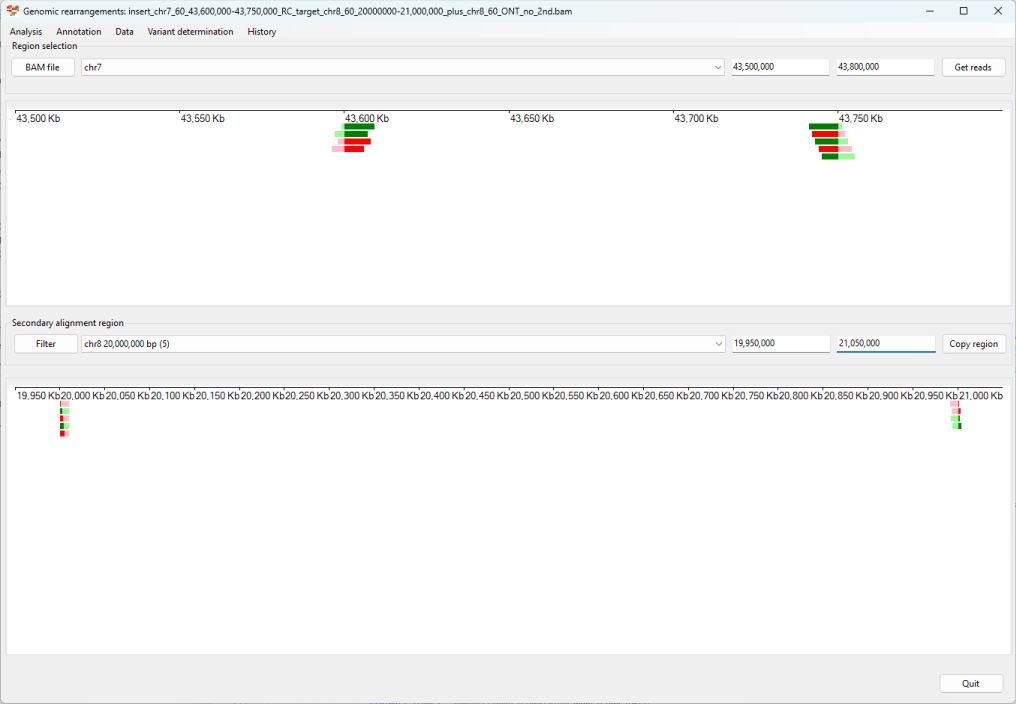 Genomic rearrangements: insert_chr7_60_43,600,000-43,750,000_RC_target_chr8_60_20000000-21,000,000_plus_chr8_60_ONT_no_2nd.bam
Analysis Annotation Data Variant determination History
Region selection
BAM file chr7 43,500,000 43,800,000 Get reads
43,500 Kb 43,550 Kb 43,600 Kb 43,650 Kb 43,700 Kb 43,750 Kb
Secondary alignment region
Filter chr8 20,000,000 bp (5) 19,950,000 21,050,000 Copy region
19,950 Kb 20,000 Kb 20,050 Kb 20,100 Kb 20,150 Kb 20,200 Kb 20,250 Kb 20,300 Kb 20,350 Kb 20,400 Kb 20,450 Kb 20,500 Kb 20,550 Kb 20,600 Kb 20,650 Kb 20,700 Kb 20,750 Kb 20,800 Kb 20,850 Kb 20,900 Kb 20,950 Kb 21,000 Kb
Quit